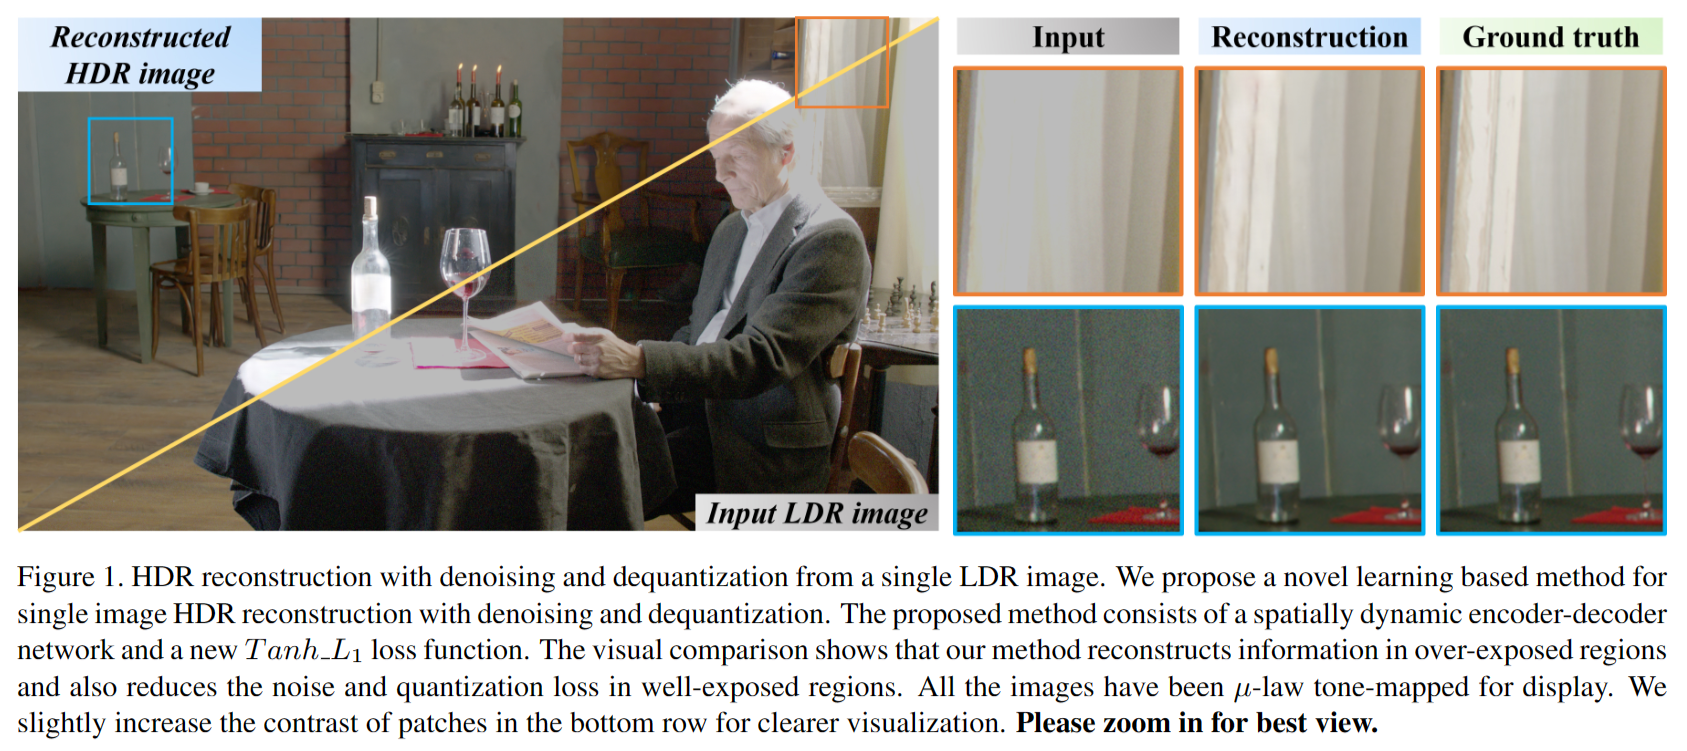 Reconstructed
HDR image
Input LDR image
Input
Reconstruction
Ground truth
Figure 1. HDR reconstruction with denoising and dequantization from a single LDR image. We propose a novel learning based method for
single image HDR reconstruction with denoising and dequantization. The proposed method consists of a spatially dynamic encoder-decoder
network and a new Tanh_L₁ loss function. The visual comparison shows that our method reconstructs information in over-exposed regions
and also reduces the noise and quantization loss in well-exposed regions. All the images have been μ-law tone-mapped for display. We
slightly increase the contrast of patches in the bottom row for clearer visualization. Please zoom in for best view.